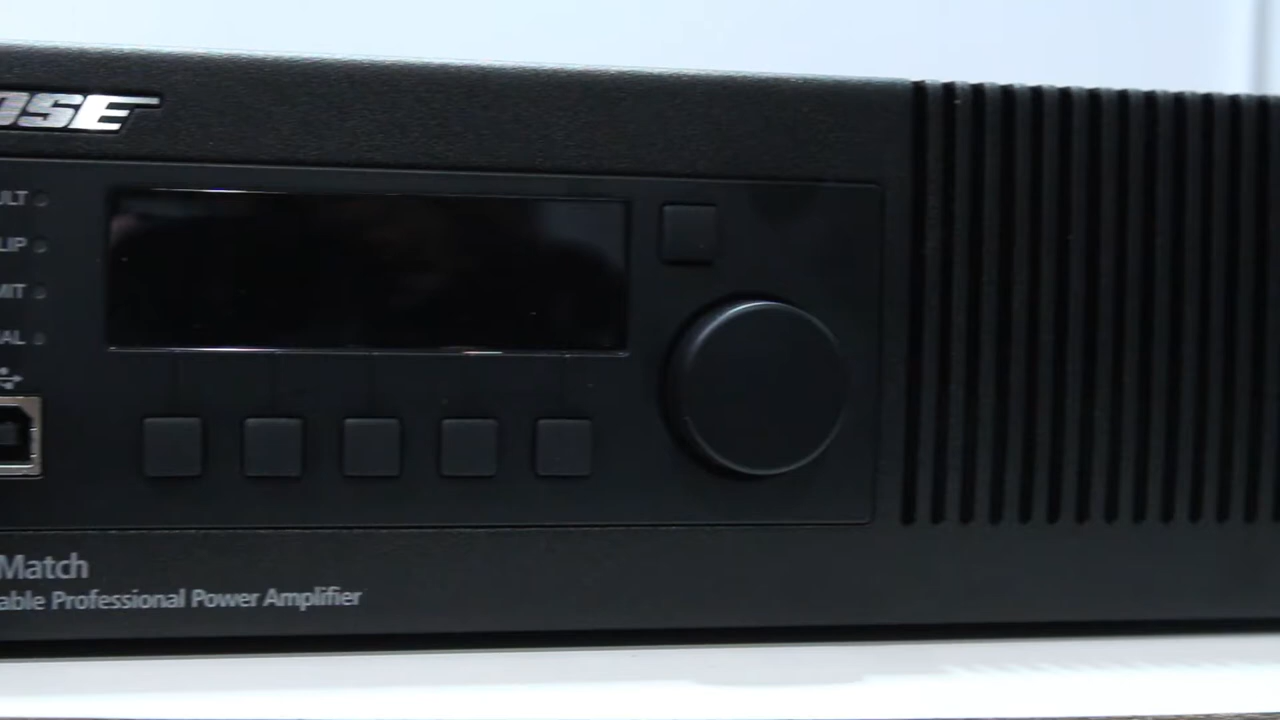 OSE
ULT
LIP
MIT
AL
Match
able Professional Power Amplifier